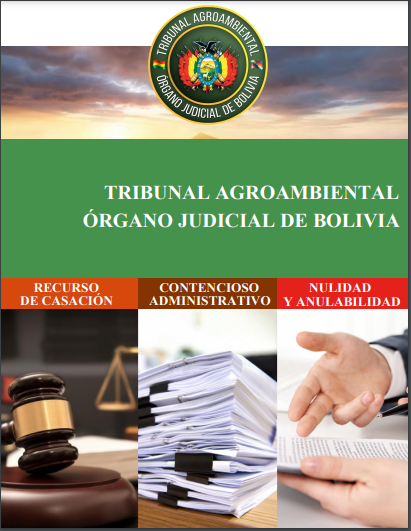 TRIBUNAL AGROAMBIENTAL
ÓRGANO JUDICIAL DE BOLIVIA
TRIBUNAL AGROAMBIENTAL
ÓRGANO JUDICIAL DE BOLIVIA
RECURSO
DE CASACIÓN
CONTENCIOSO
ADMINISTRATIVO
NULIDAD
Y ANULABILIDAD